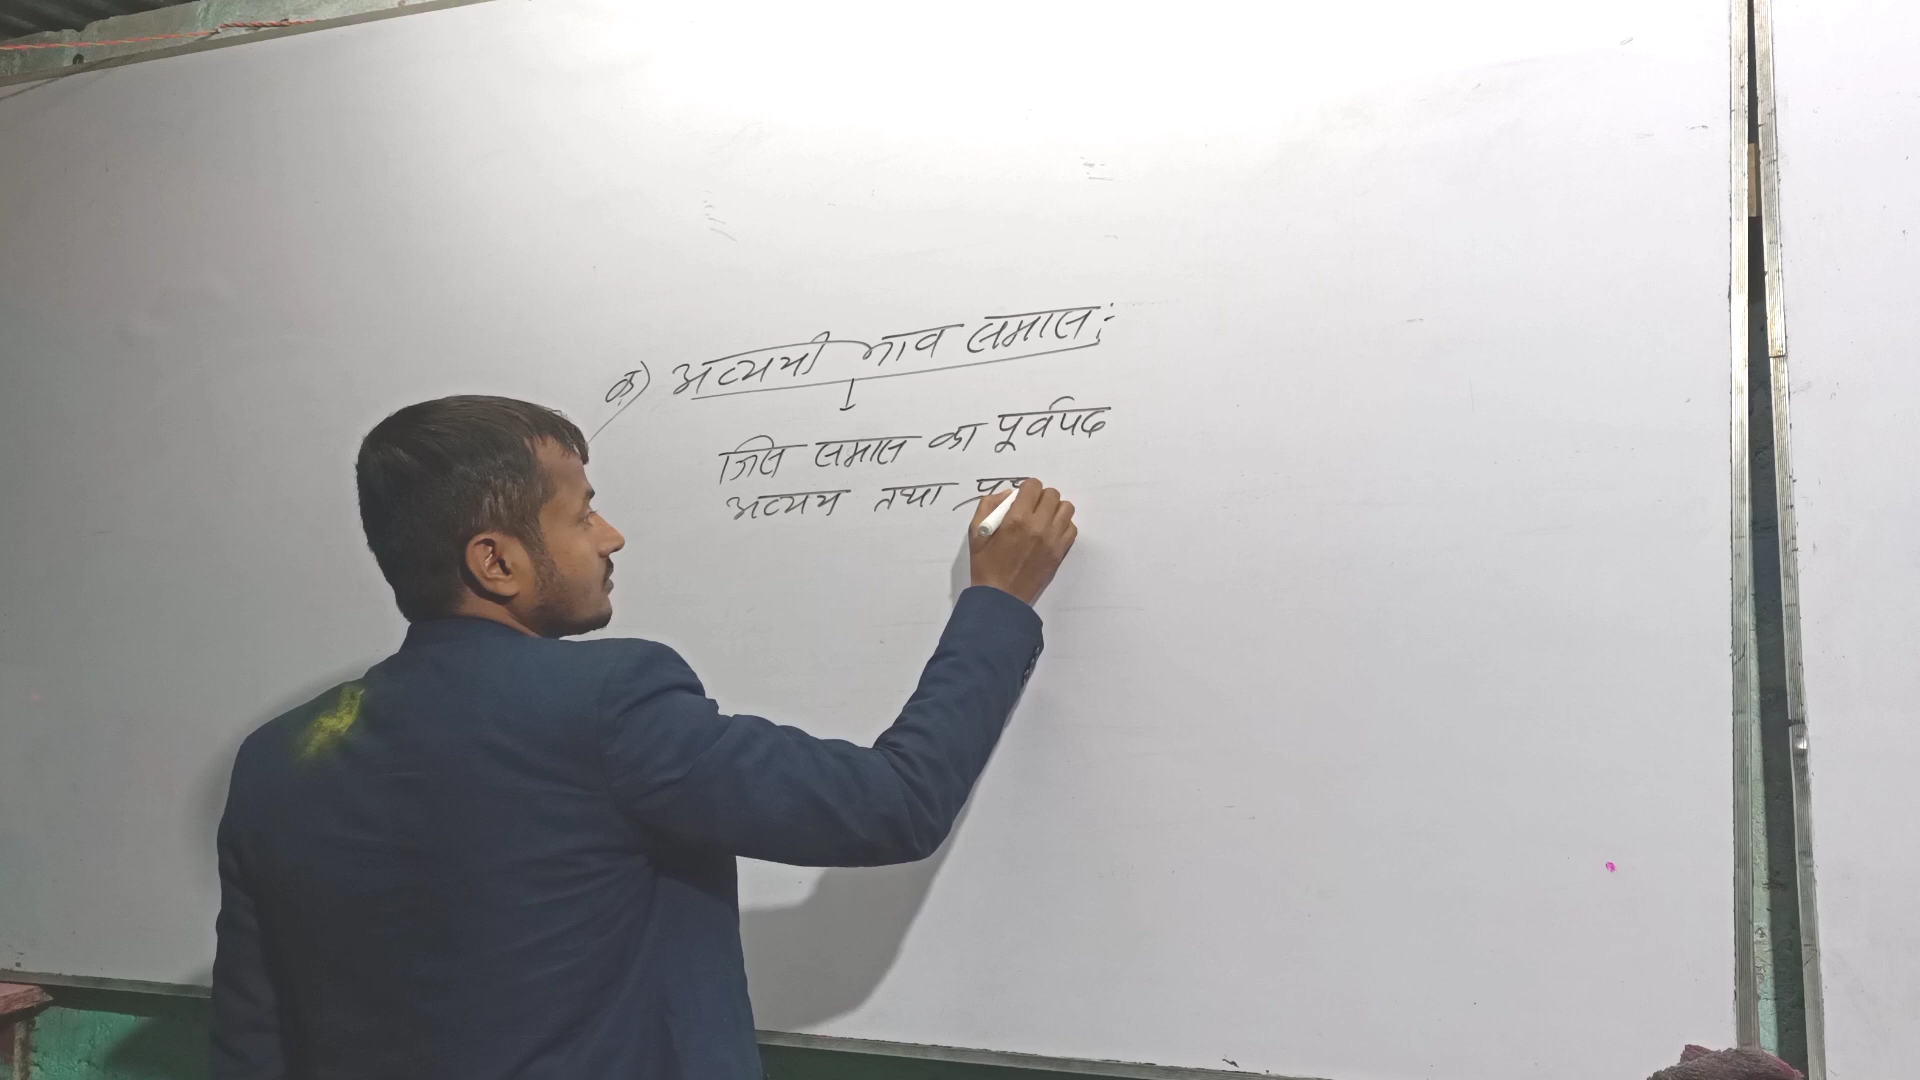 क) अव्ययी भाव समास :-
जिस समास का पूर्वपद
अव्यय तथा